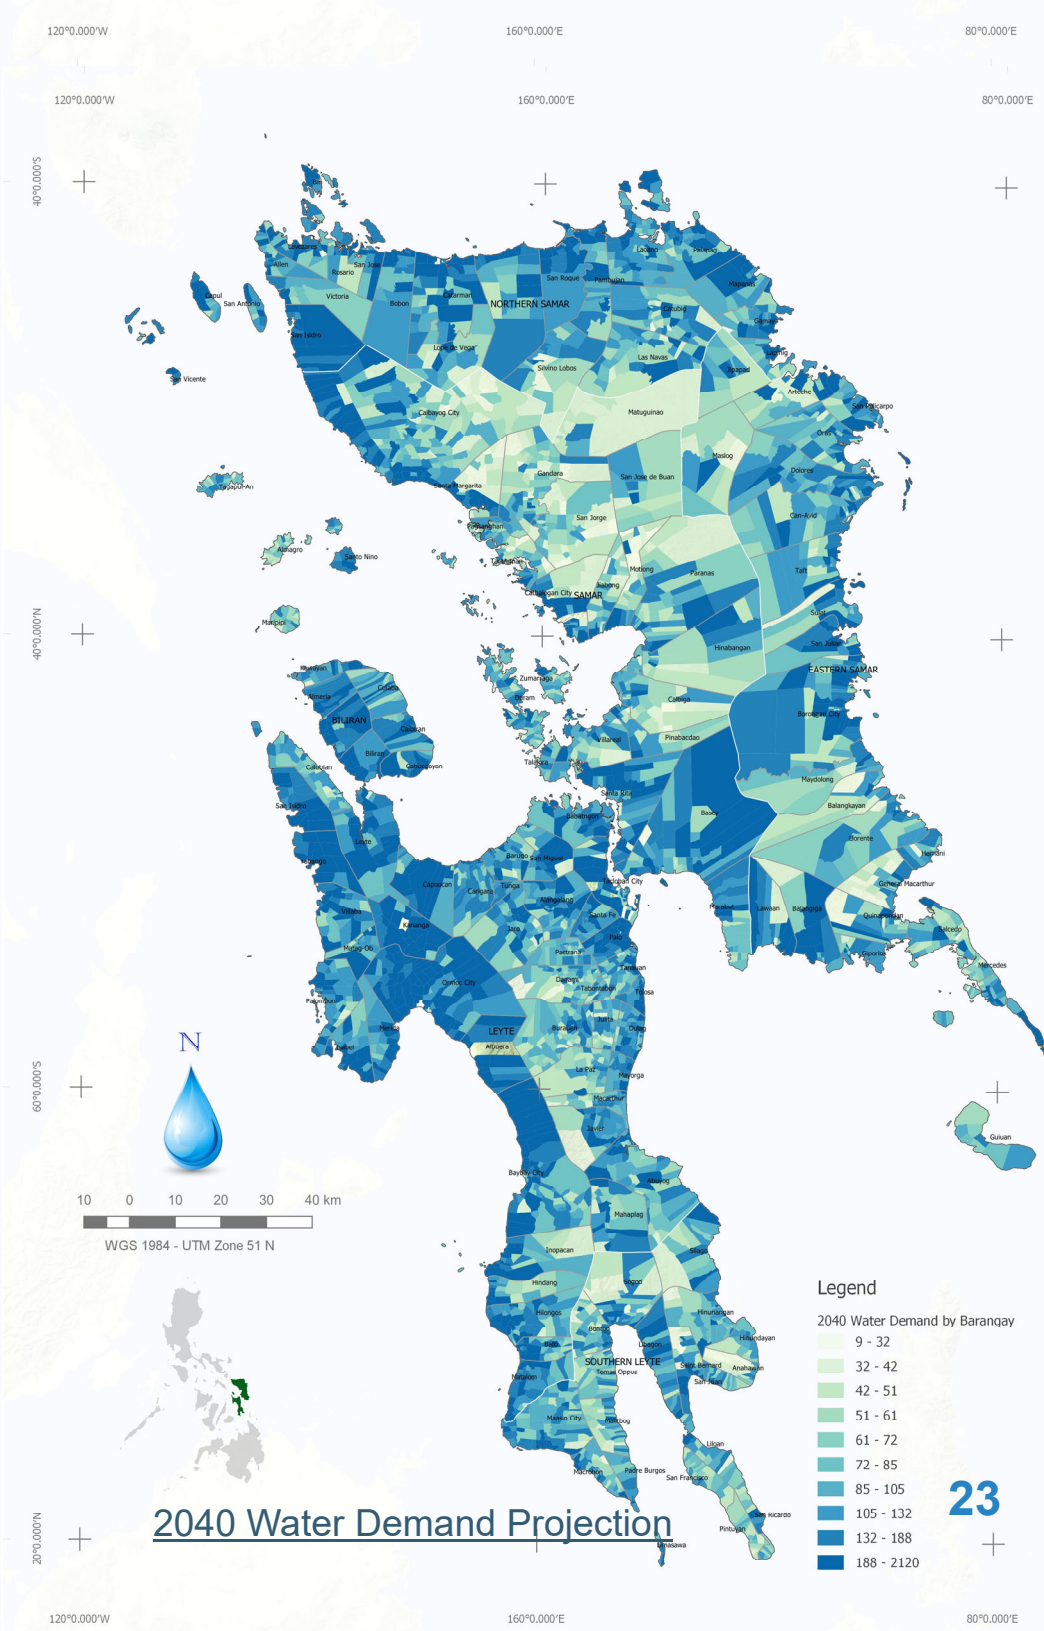 120°0.000'W 160°0.000'E 80°0.000'E
120°0.000'W 160°0.000'E 80°0.000'E
40°0.000'S
Biri
Lavezares
Allen
San Jose
Rosario
Laoang
Palapag
Capul
San Antonio
Victoria
Bobon
Catarman
San Roque
Pambujan
NORTHERN SAMAR
Mapanas
Catubig
Gamay
San Isidro
Lope de Vega
Las Navas
Lapinig
San Vicente
Silvino Lobos
Jipapad
Arteche
Calbayog City
Matuguinao
San Policarpo
Oras
Maslog
Gandara
San Jose de Buan
Dolores
Tagapul-An
Santa Margarita
San Jorge
Can-Avid
Pagsanghan
Almagro
Santo Nino
Tarangnan
Motiong
Paranas
Taft
Jiabong
Catbalogan City
SAMAR
40°0.000'N
Maripipi
Sulat
Hinabangan
San Julian
Kawayan
Zumarraga
EASTERN SAMAR
Almeria
Culaba
Daram
Calbiga
BILIRAN
Caibiran
Borongan City
Biliran
Villareal
Pinabacdao
Cabucgayan
Calubian
Talalora
Maydolong
San Isidro
Santa Rita
Balangkayan
Babatngon
Basey
Leyte
Llorente
Tabango
Barugo
San Miguel
Hernani
Capoocan
Carigara
Tunga
Tacloban City
General Macarthur
Alangalang
Villaba
Santa Fe
Marabut
Lawaan
Balangiga
Quinapondan
Kananga
Jaro
Palo
Salcedo
Matag-Ob
Pastrana
Giporlos
Tanauan
Mercedes
Ormoc City
Dagami
Tabontabon
Tolosa
Palompon
Julita
Merida
LEYTE
Burauen
Dulag
Isabel
Albuera
N
La Paz
Mayorga
60°0.000'S
Macarthur
Javier
Guiuan
Baybay City
Abuyog
10 0 10 20 30 40 km
Mahaplag
WGS 1984 - UTM Zone 51 N
Inopacan
Silago
Hindang
Sogod
Legend
Hilongos
Hinunangan
2040 Water Demand by Barangay
Bontoc
Hinundayan
9 - 32
Bato
Libagon
SOUTHERN LEYTE
Saint Bernard
Anahawan
32 - 42
Tomas Oppus
Matalom
San Juan
42 - 51
Maasin City
Malitbog
51 - 61
Liloan
61 - 72
Macrohon
Padre Burgos
San Francisco
72 - 85
85 - 105
23
San Ricardo
105 - 132
Pintuyan
2040 Water Demand Projection
132 - 188
Limasawa
188 - 2120
20°0.000'N
120°0.000'W 160°0.000'E 80°0.000'E